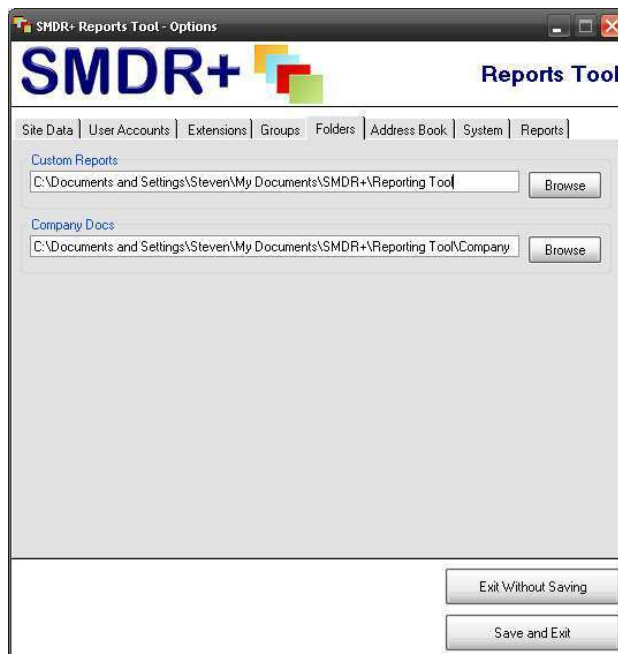 SMDR+ Reports Tool - Options
SMDR+
Reports Tool
Site Data User Accounts Extensions Groups Folders Address Book System Reports
Custom Reports
C:\Documents and Settings\Steven\My Documents\SMDR+\Reporting Tool
Browse
Company Docs
C:\Documents and Settings\Steven\My Documents\SMDR+\Reporting Tool\Company
Browse
Exit Without Saving
Save and Exit